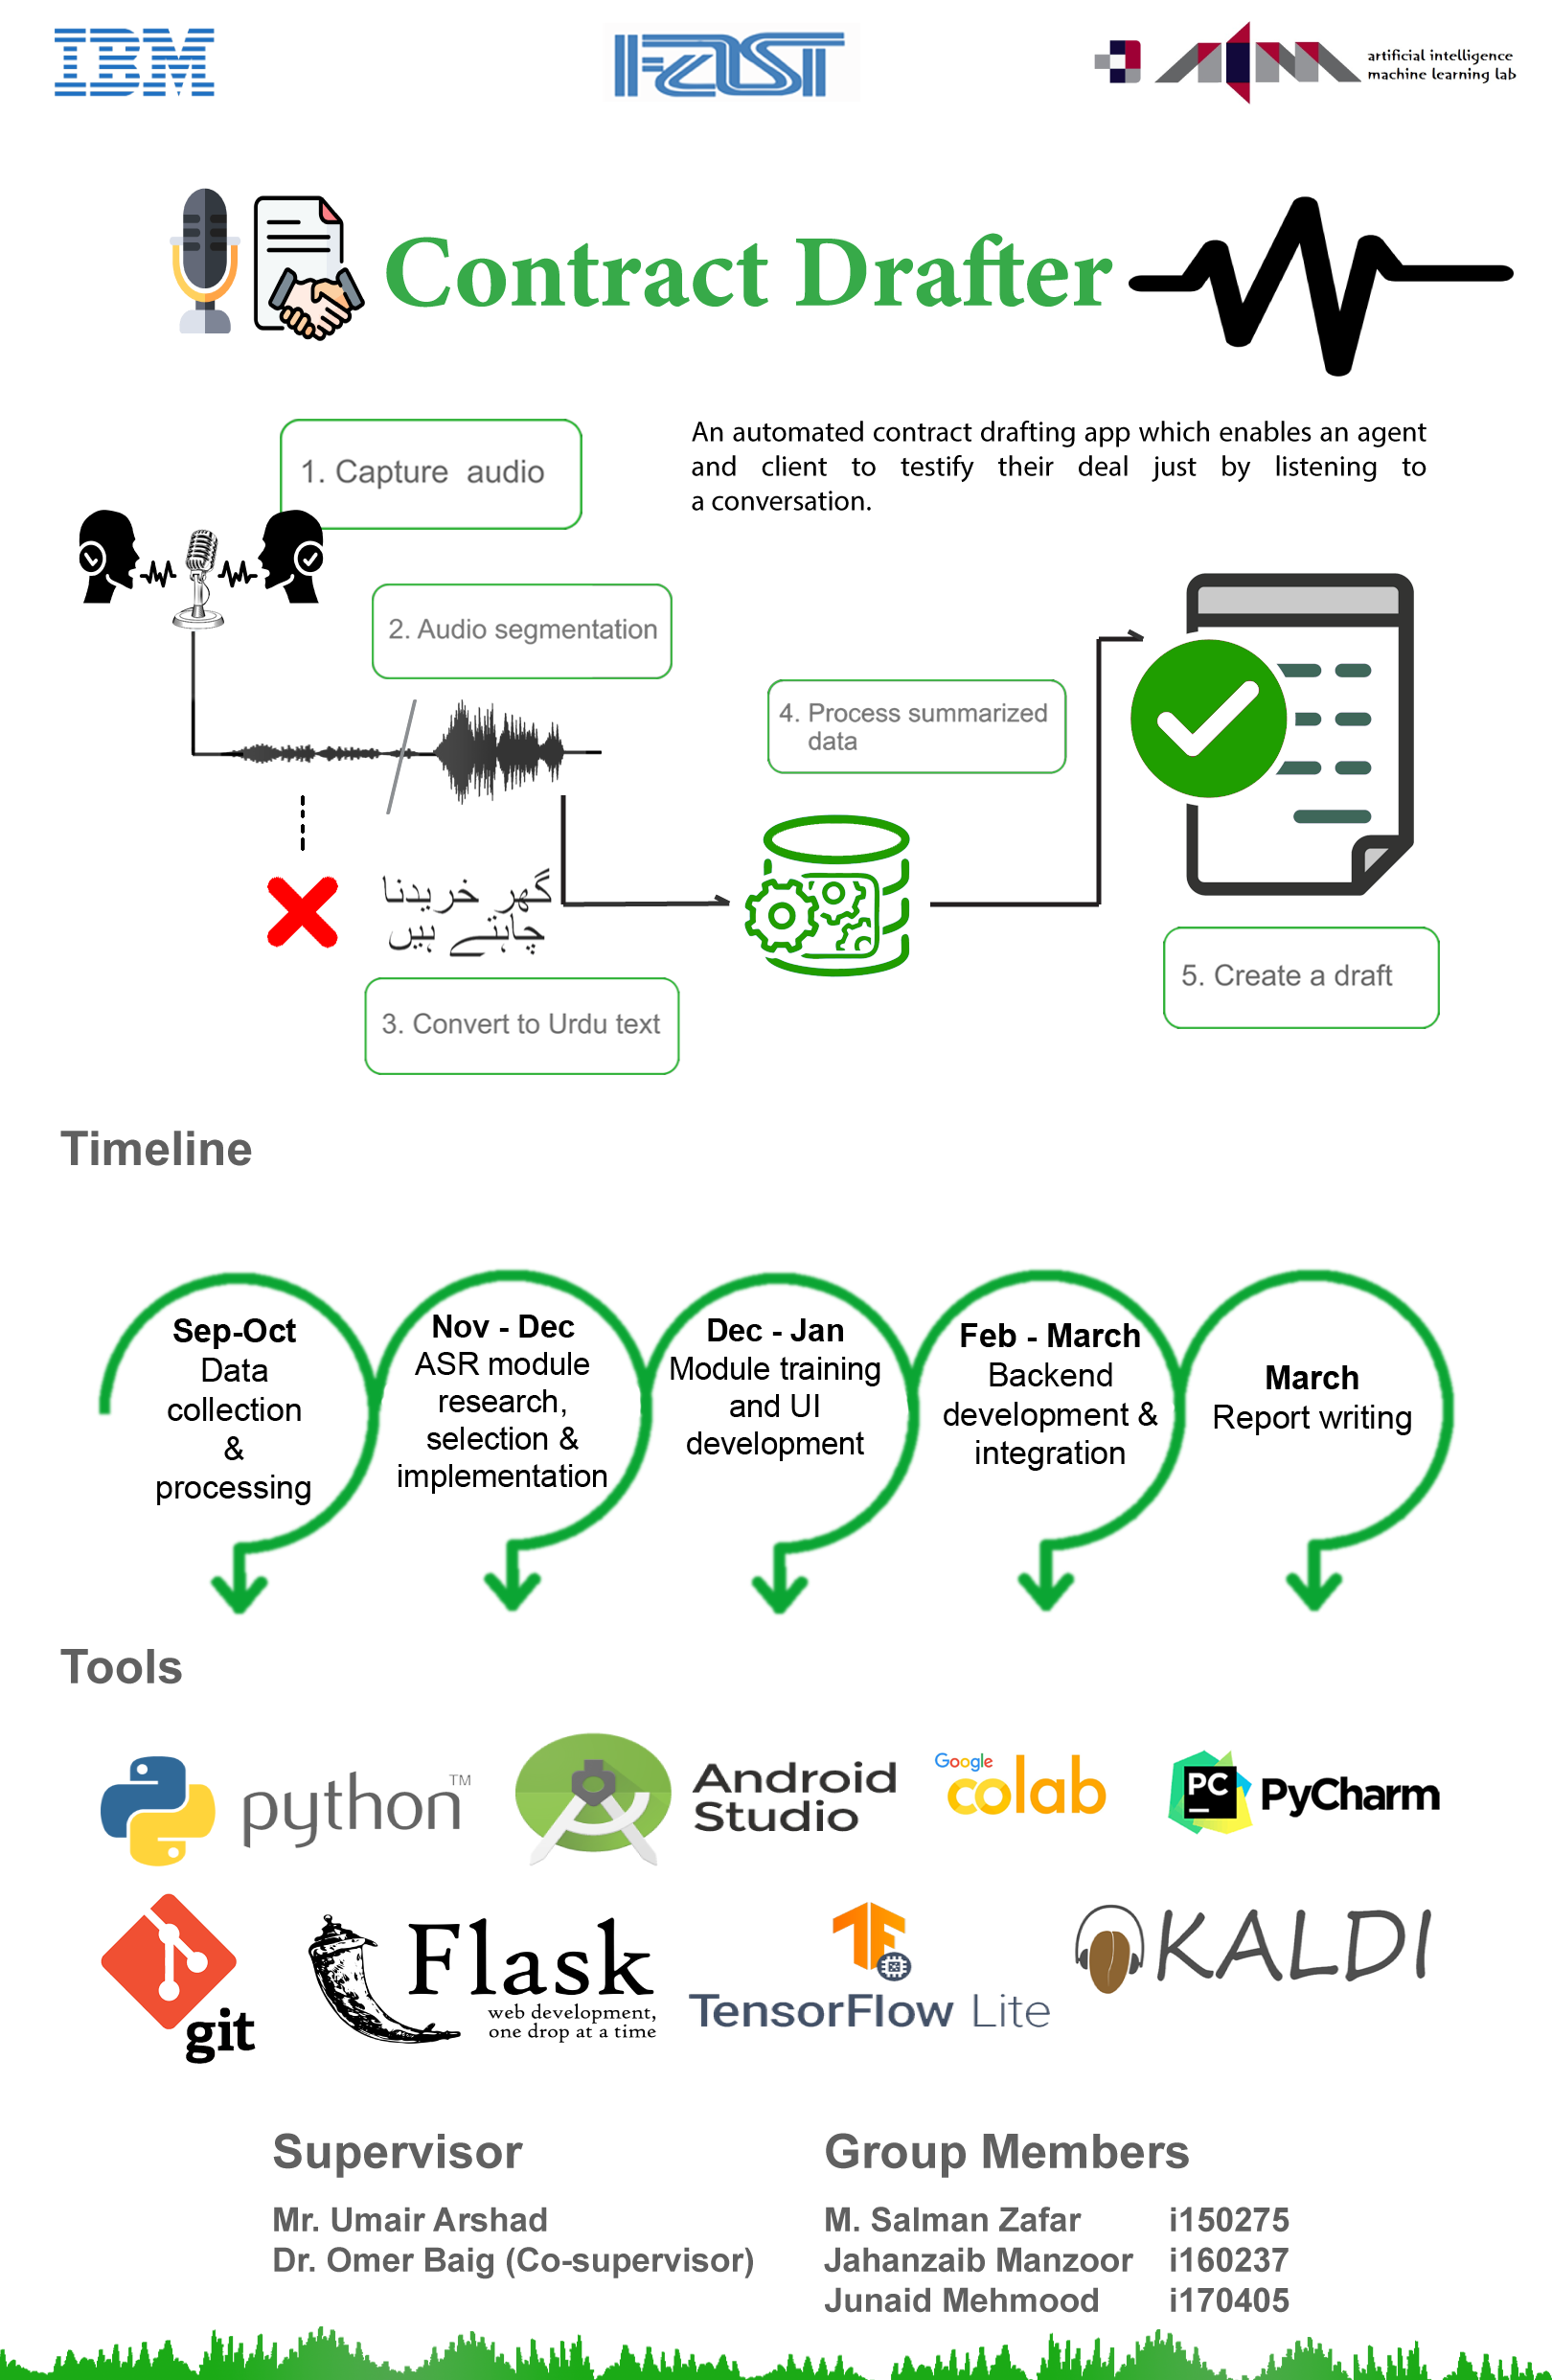 IBM
FAST
artificial intelligence
machine learning lab
Contract Drafter
1. Capture audio
An automated contract drafting app which enables an agent
and client to testify their deal just by listening to
a conversation.
2. Audio segmentation
4. Process summarized
data
گھر خریدنا
چاہتے ہیں
3. Convert to Urdu text
5. Create a draft
Timeline
Sep-Oct
Data
collection
&
processing
Nov - Dec
ASR module
research,
selection &
implementation
Dec - Jan
Module training
and UI
development
Feb - March
Backend
development &
integration
March
Report writing
Tools
python™
Android
Studio
Google
colab
PC
PyCharm
git
Flask
web development,
one drop at a time
TensorFlow Lite
KALDI
Supervisor
Mr. Umair Arshad
Dr. Omer Baig (Co-supervisor)
Group Members
M. Salman Zafar i150275
Jahanzaib Manzoor i160237
Junaid Mehmood i170405